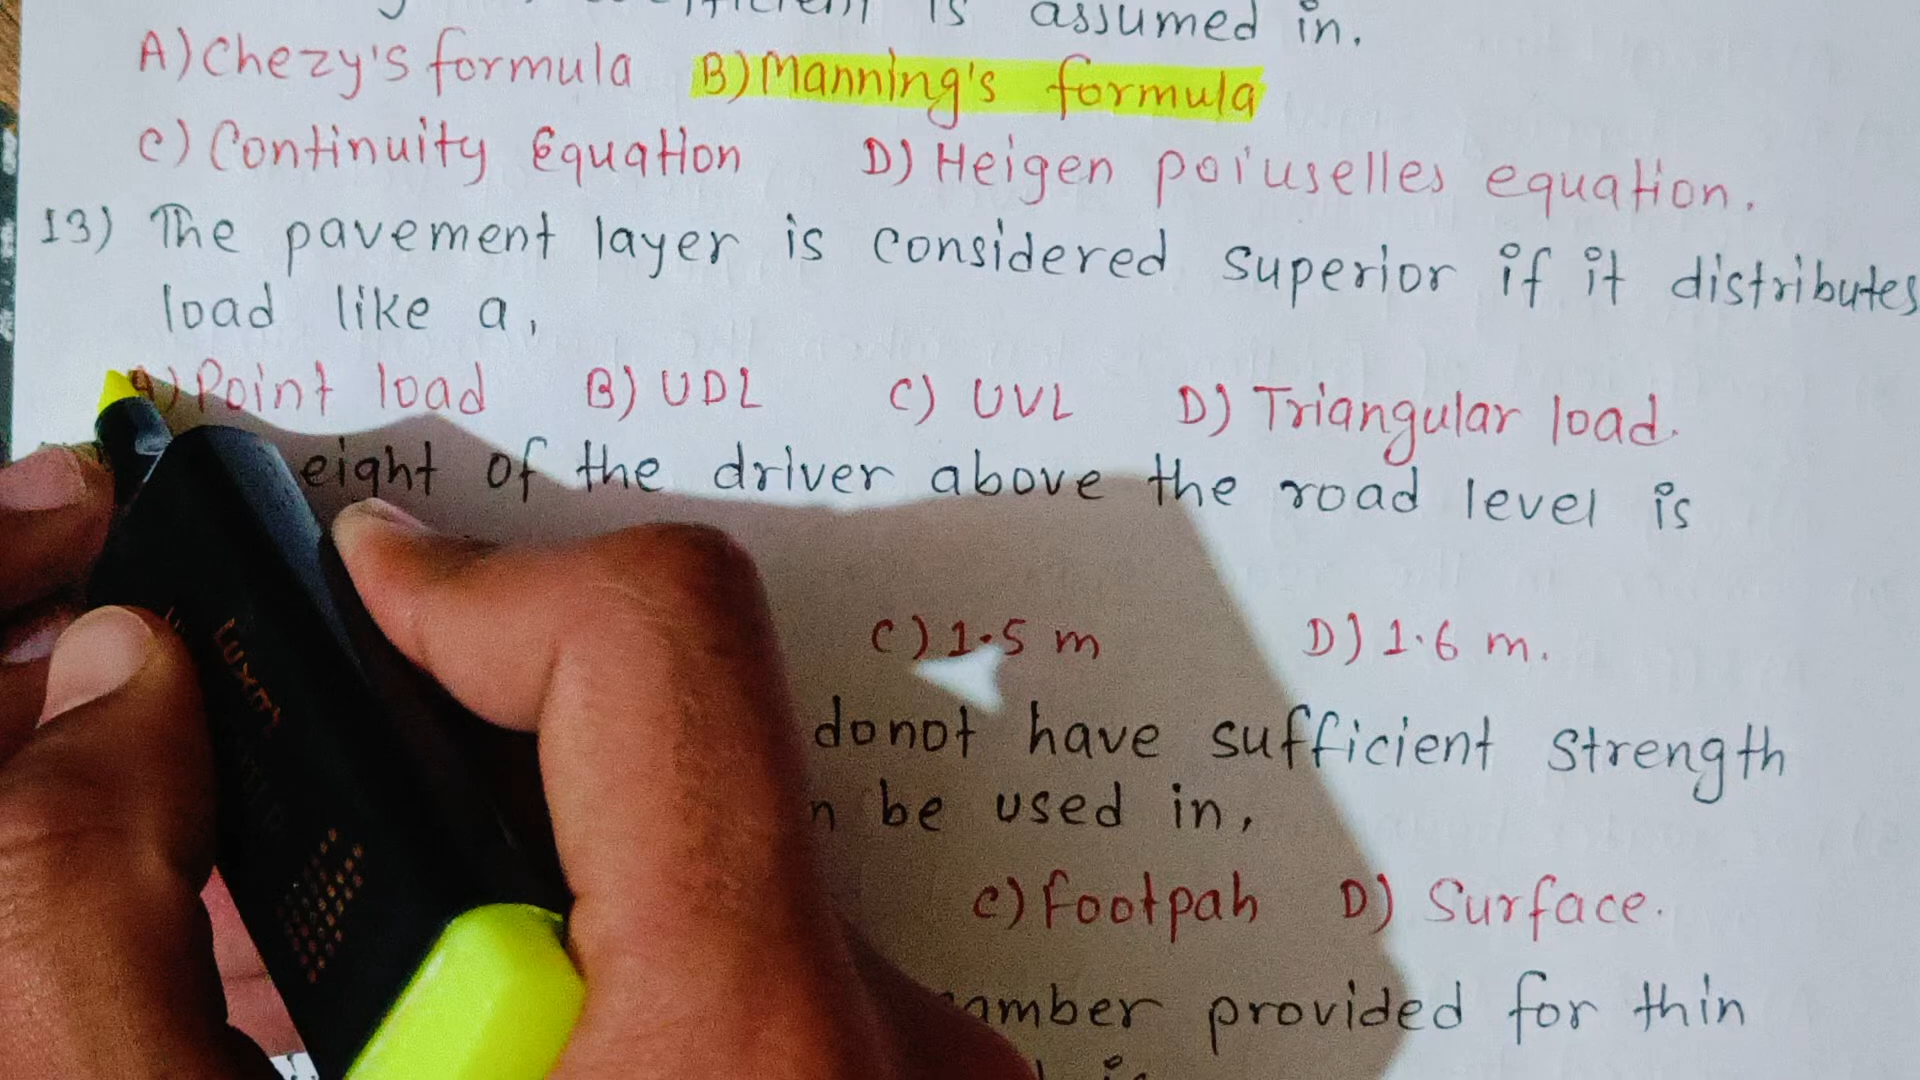 is assumed in.
A) Chezy's formula B) Manning's formula
C) Continuity Equation D) Heigen poiuselles equation.
13) The pavement layer is considered superior if it distributes
load like a,
A) Point load B) UDL C) UVL D) Triangular load.
eight of the driver above the road level is
C) 1.5 m D) 1.6 m.
donot have sufficient strength
be used in,
C) Footpah D) Surface.
provided for thin
Luxor